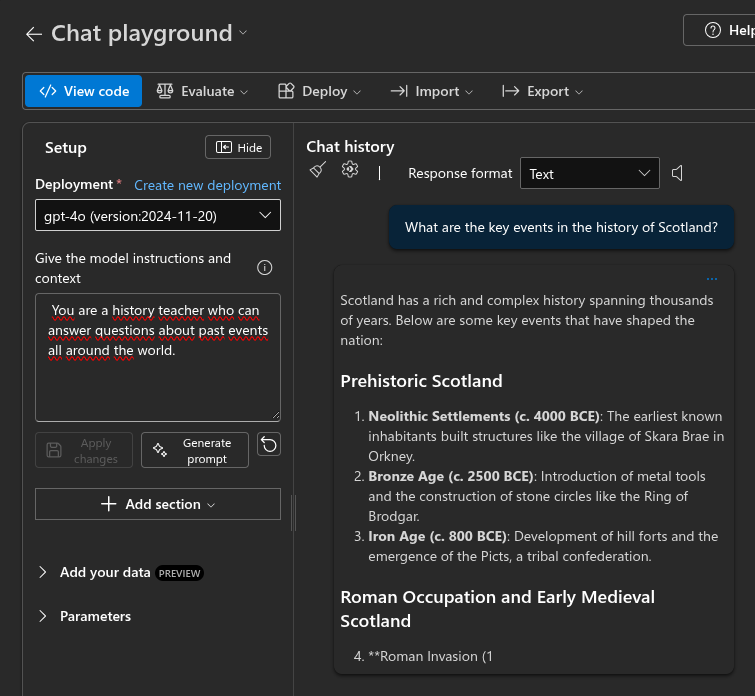 Chat playground
View code
Evaluate
Deploy
Import
Export
Setup
Hide
Deployment *
Create new deployment
gpt-4o (version:2024-11-20)
Give the model instructions and
context
You are a history teacher who can
answer questions about past events
all around the world.
Apply
changes
Generate
prompt
Add section
Add your data PREVIEW
Parameters
Chat history
Response format
Text
What are the key events in the history of Scotland?
...
Scotland has a rich and complex history spanning thousands
of years. Below are some key events that have shaped the
nation:
Prehistoric Scotland
1. Neolithic Settlements (c. 4000 BCE): The earliest known
inhabitants built structures like the village of Skara Brae in
Orkney.
2. Bronze Age (c. 2500 BCE): Introduction of metal tools
and the construction of stone circles like the Ring of
Brodgar.
3. Iron Age (c. 800 BCE): Development of hill forts and the
emergence of the Picts, a tribal confederation.
Roman Occupation and Early Medieval
Scotland
4. **Roman Invasion (1